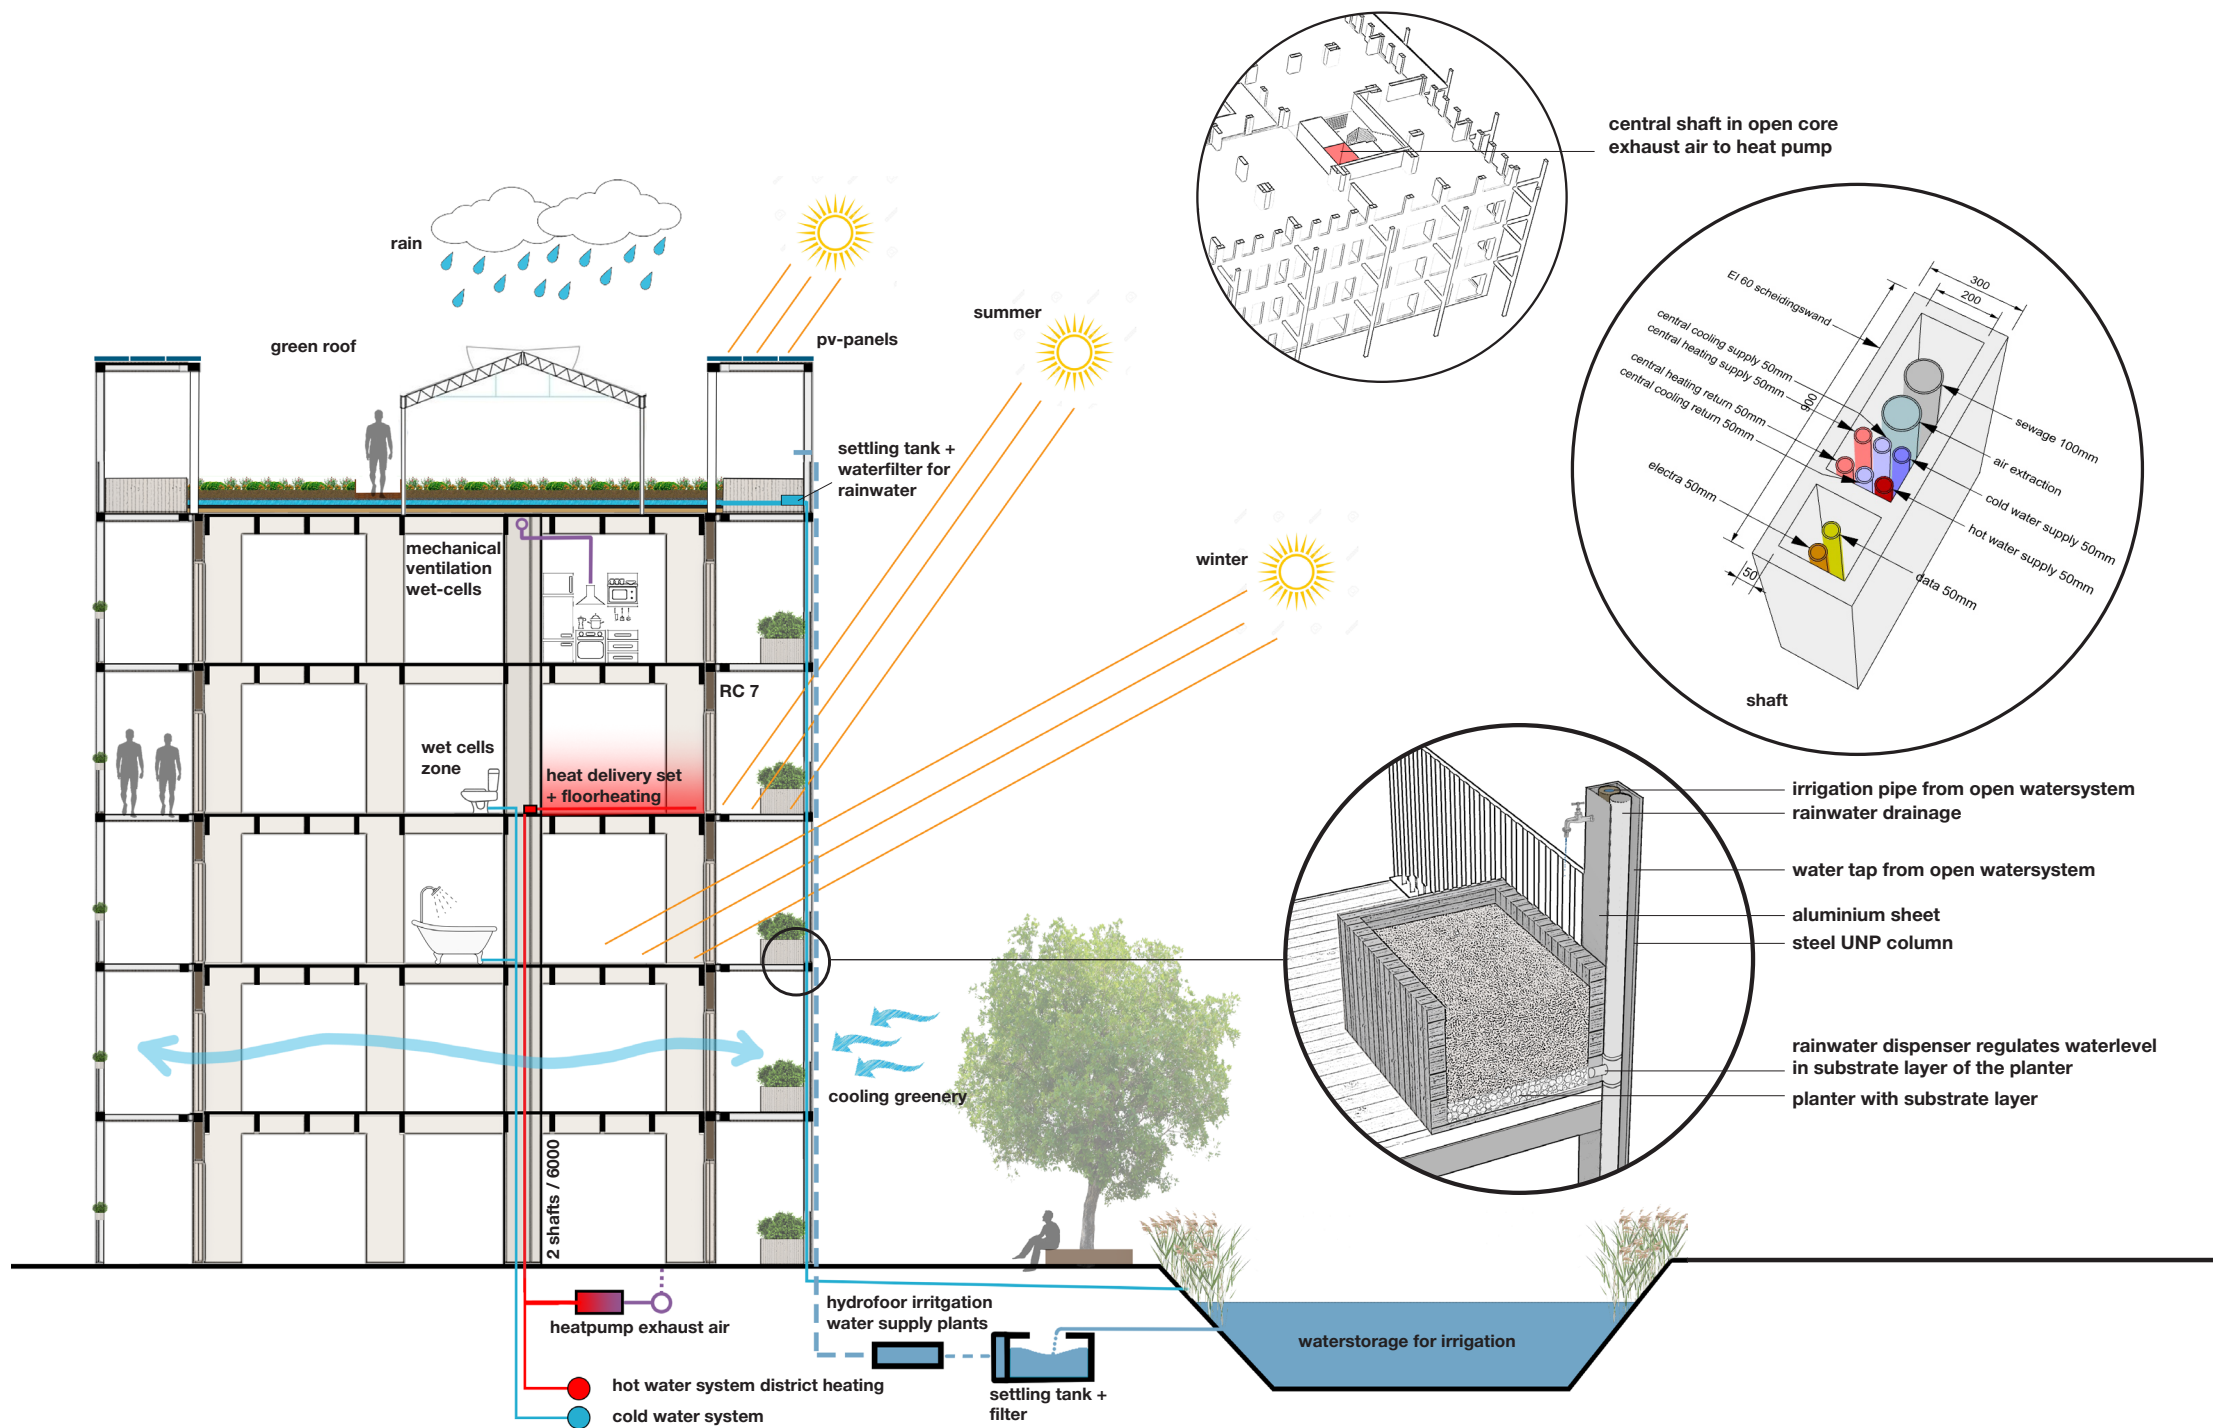 rain
green roof
summer
pv-panels
settling tank +
waterfilter for
rainwater
winter
mechanical
ventilation
wet-cells
RC 7
wet cells
zone
heat delivery set
+ floorheating
cooling greenery
2 shafts / 6000
heatpump exhaust air
hydrofoor irritgation
water supply plants
settling tank +
filter
waterstorage for irrigation
hot water system district heating
cold water system
central shaft in open core
exhaust air to heat pump
300
200
EI 60 scheidingswand
central cooling supply 50mm
central heating supply 50mm
central heating return 50mm
central cooling return 50mm
900
electra 50mm
50
sewage 100mm
air extraction
cold water supply 50mm
hot water supply 50mm
data 50mm
shaft
irrigation pipe from open watersystem
rainwater drainage
water tap from open watersystem
aluminium sheet
steel UNP column
rainwater dispenser regulates waterlevel
in substrate layer of the planter
planter with substrate layer